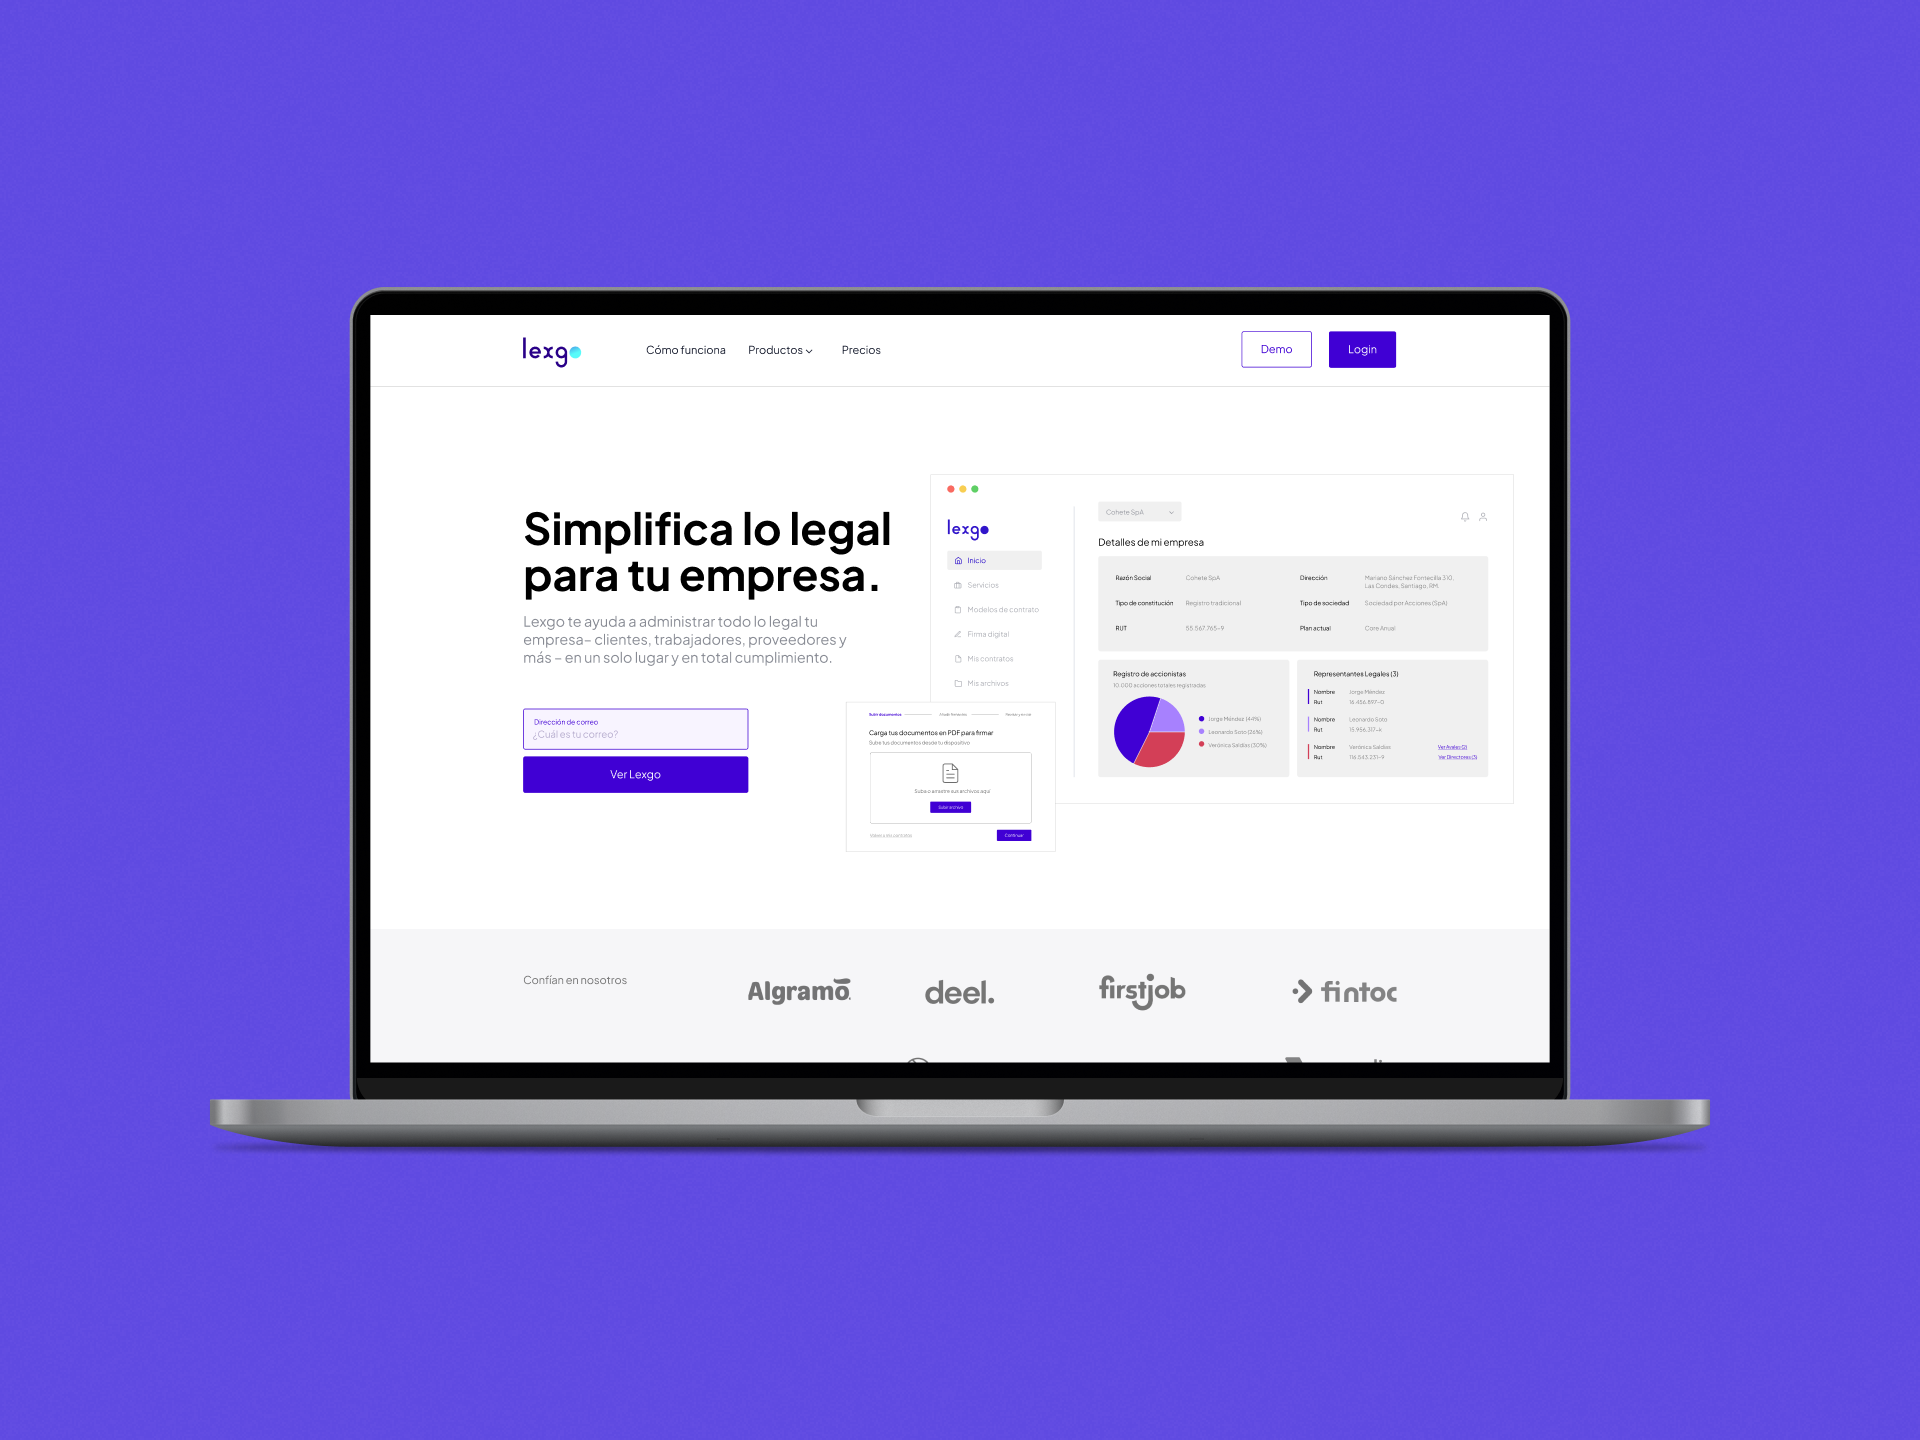 lexgo
Cómo funciona
Productos
Precios
Demo
Login
Simplifica lo legal
para tu empresa.
Lexgo te ayuda a administrar todo lo legal tu
empresa– clientes, trabajadores, proveedores y
más – en un solo lugar y en total cumplimiento.
Dirección de correo
¿Cuál es tu correo?
Ver Lexgo
lexgo
Inicio
Servicios
Modelos de contrato
Firma digital
Mis contratos
Mis archivos
Cohete SpA
Detalles de mi empresa
Razón Social Cohete SpA
Dirección Mariano Sánchez Fontecilla 310,
Las Condes, Santiago, RM
Tipo de constitución Registro tradicional
Tipo de sociedad Sociedad por Acciones (SpA)
RUT 55.567.765-9
Plan actual Core Anual
Registro de accionistas
10.000 acciones totales registradas
Jorge Méndez (44%)
Leonardo Soto (26%)
Verónica Saldías (30%)
Representantes Legales (3)
Nombre Jorge Méndez
Rut 16.456.897-0
Nombre Leonardo Soto
Rut 15.956.317-k
Nombre Verónica Saldías Ver Avales (2)
Rut 116.543.231-9 Ver Directores (3)
Subir documentos
Añadir firmantes
Carga tus documentos en PDF para firmar
Sube tus documentos desde tu dispositivo
Suba o arrastre sus archivos aquí
Subir archivo
Continuar
Confían en nosotros
Algramo
deel.
firstjob
fintoc